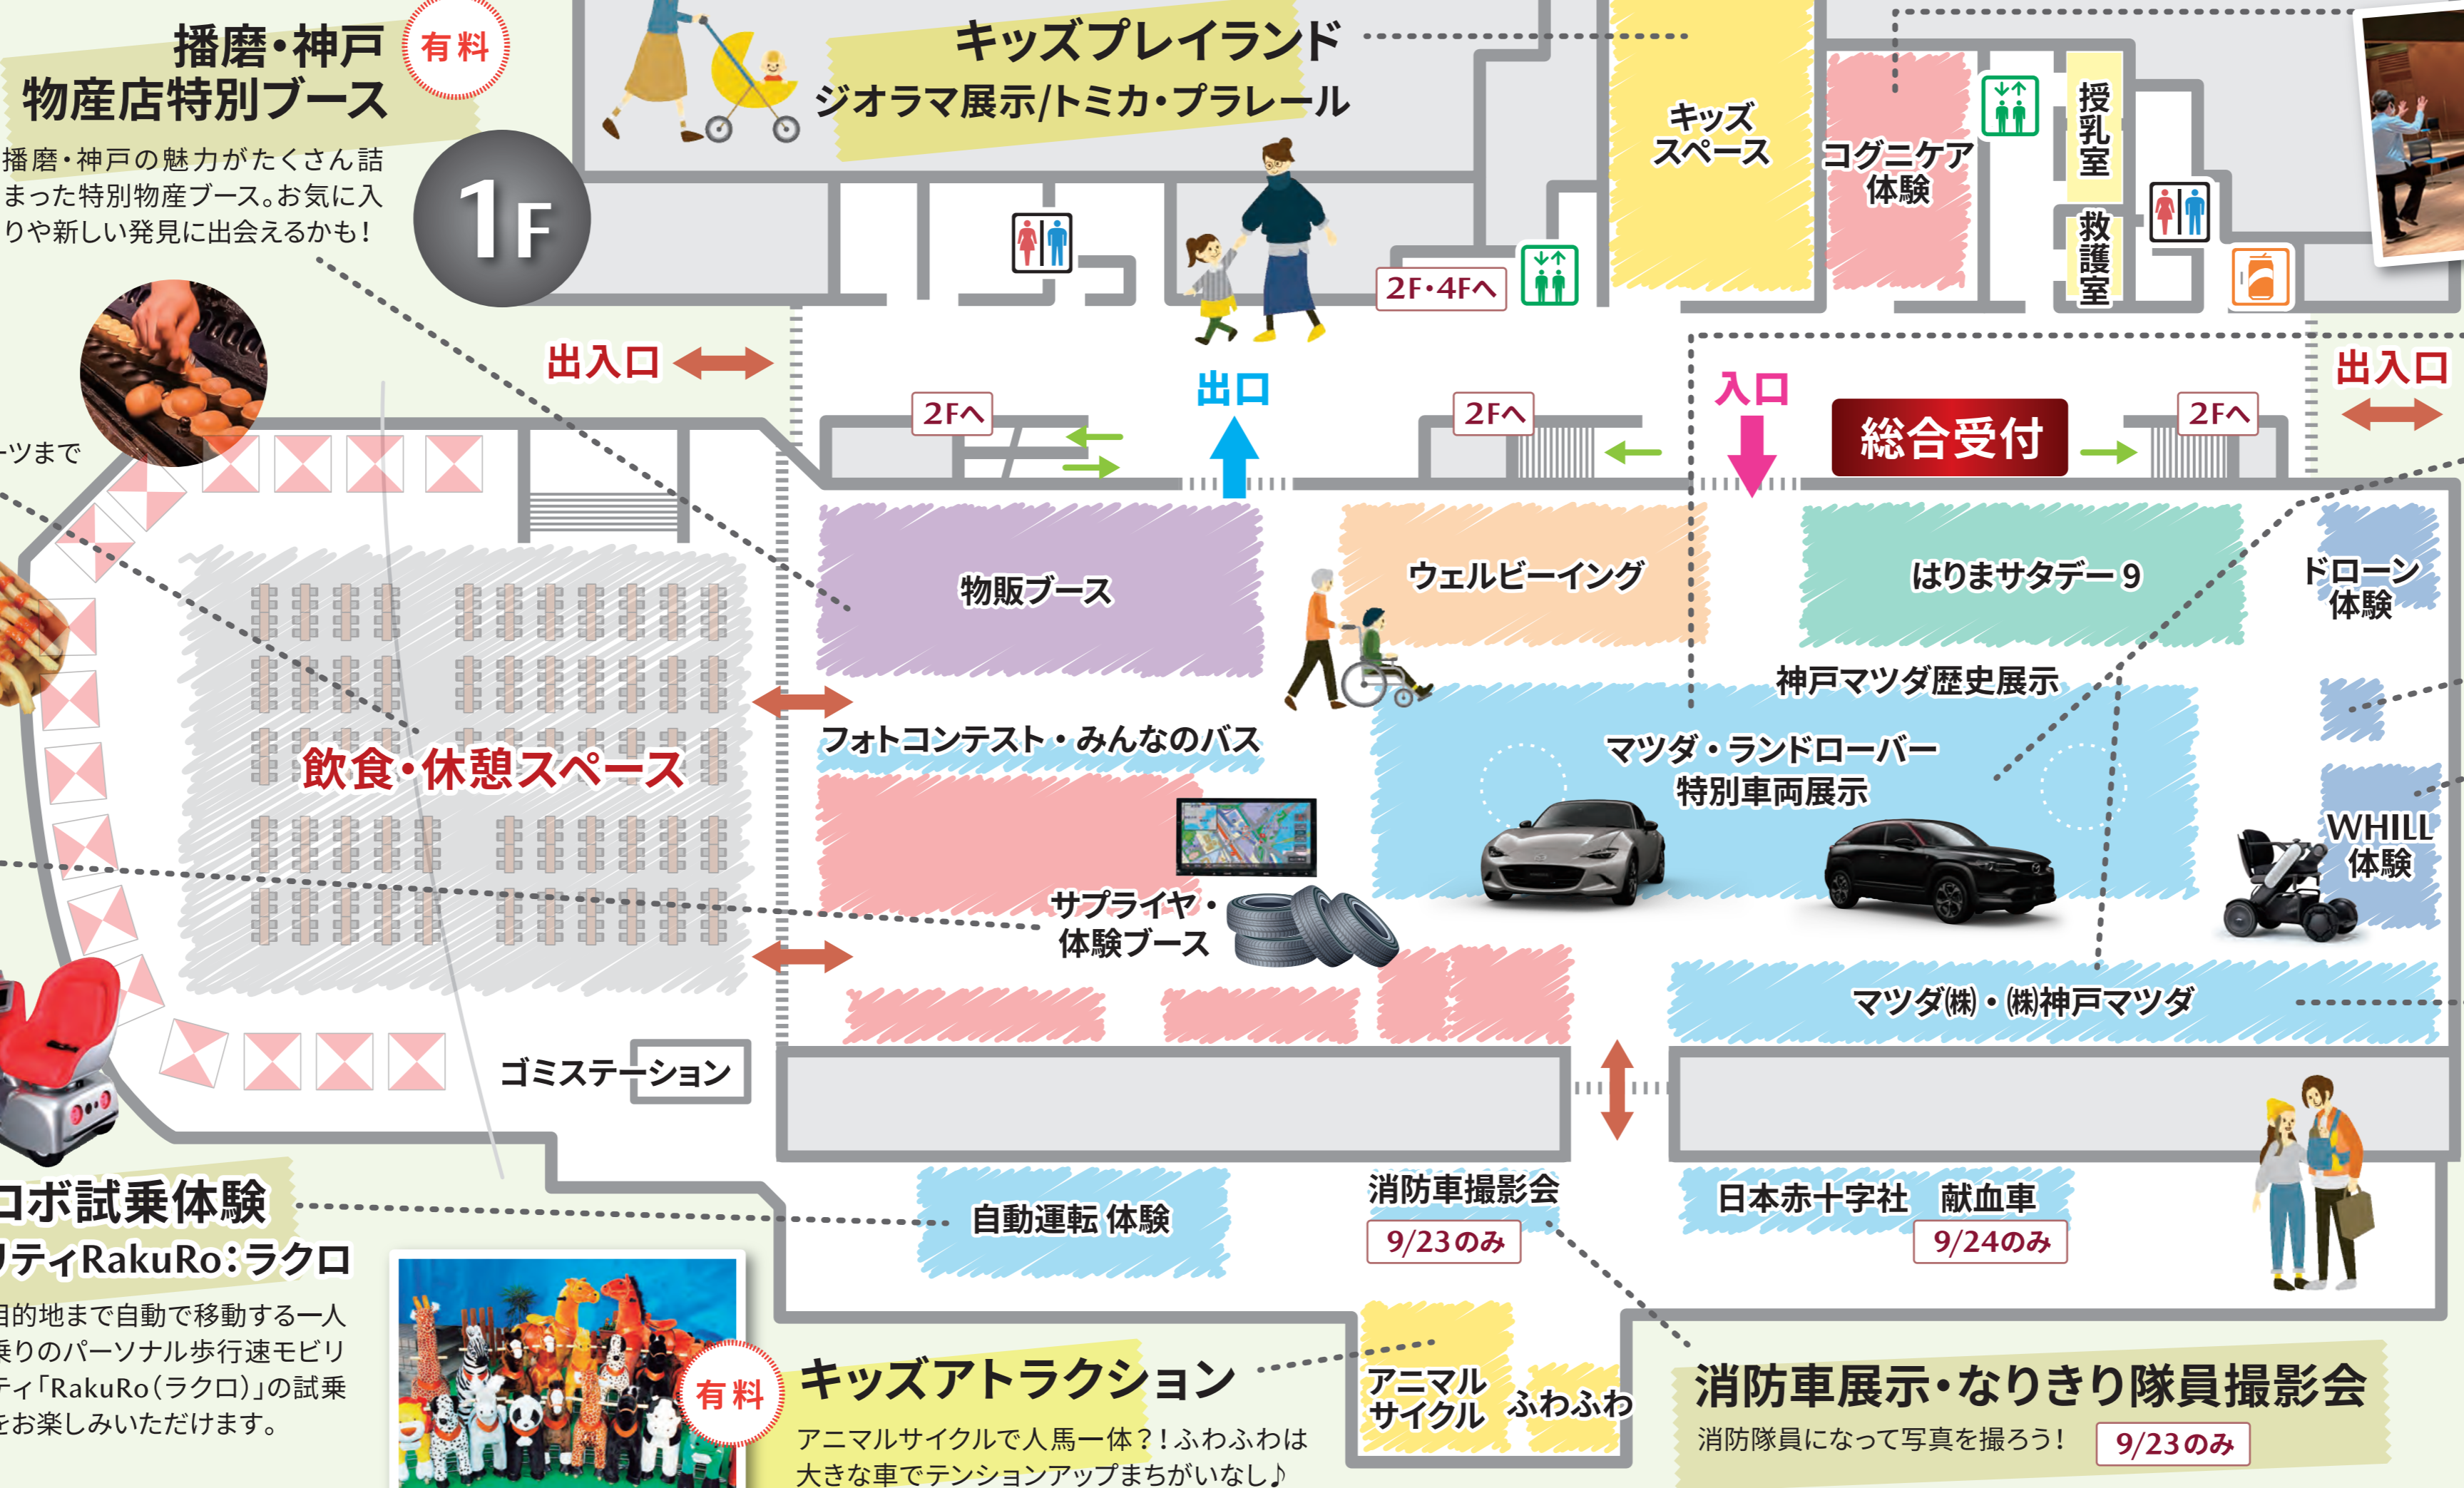 播磨・神戸
物産店特別ブース
有料
播磨・神戸の魅力がたくさん詰
まった特別物産ブース。お気に入
りや新しい発見に出会えるかも！
1F
キッズプレイランド
ジオラマ展示/トミカ・プラレール
キッズ
スペース
コグニケア
体験
授乳室
救護室
2F・4Fへ
出入口
出口
入口
出入口
2Fへ
2Fへ
総合受付
2Fへ
ーツまで
物販ブース
ウェルビーイング
はりまサタデー9
ドローン
体験
神戸マツダ歴史展示
フォトコンテスト・みんなのバス
マツダ・ランドローバー
特別車両展示
飲食・休憩スペース
WHILL
体験
サプライヤ・
体験ブース
マツダ㈱・㈱神戸マツダ
ゴミステーション
自動運転 体験
消防車撮影会
9/23のみ
日本赤十字社 献血車
9/24のみ
ロボ試乗体験
リティRakuRo：ラクロ
目的地まで自動で移動する一人
乗りのパーソナル歩行速モビリ
ティ「RakuRo（ラクロ）」の試乗
をお楽しみいただけます。
有料
キッズアトラクション
アニマルサイクルで人馬一体？！ふわふわは
大きな車でテンションアップまちがいなし♪
アニマル
サイクル
ふわふわ
消防車展示・なりきり隊員撮影会
消防隊員になって写真を撮ろう！
9/23のみ